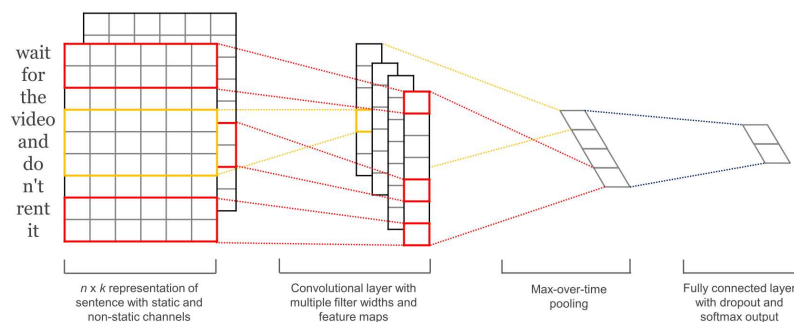 wait
for
the
video
and
do
n't
rent
it
n x k representation of
sentence with static and
non-static channels
Convolutional layer with
multiple filter widths and
feature maps
Max-over-time
pooling
Fully connected layer
with dropout and
softmax output